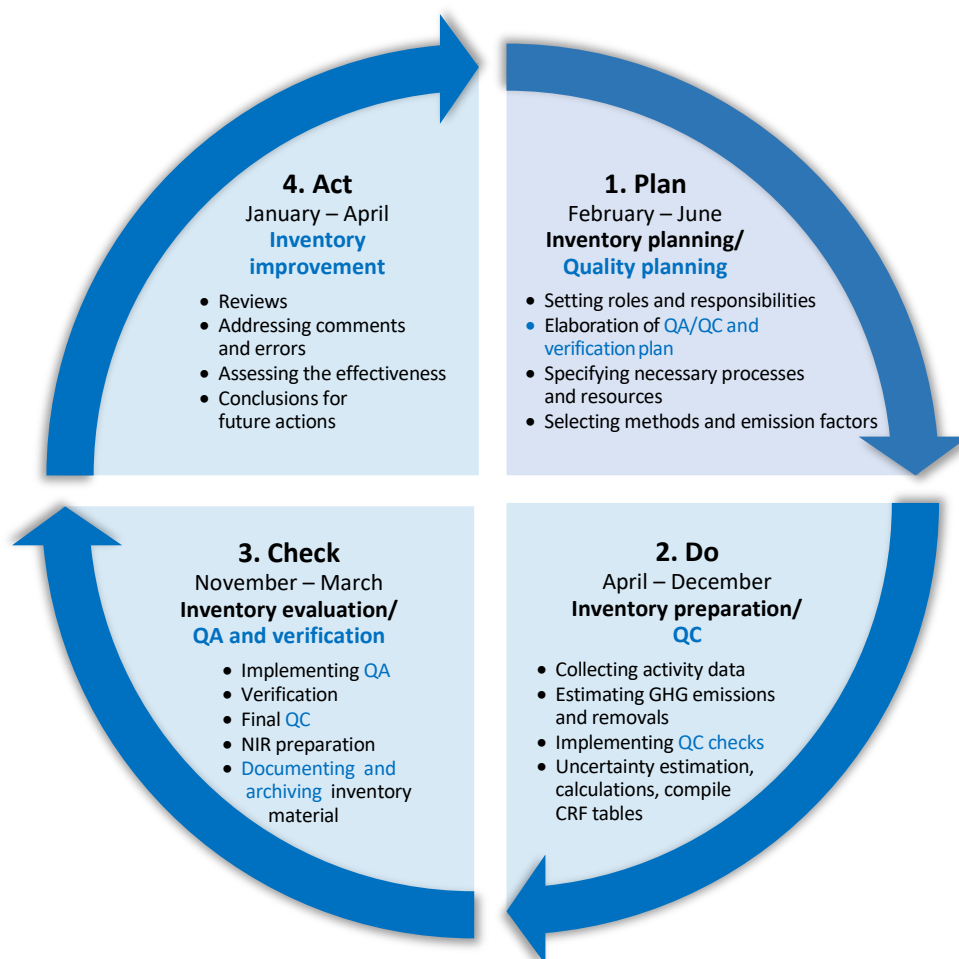 4. Act
January – April
Inventory
improvement
• Reviews
• Addressing comments
and errors
• Assessing the effectiveness
• Conclusions for
future actions
1. Plan
February – June
Inventory planning/
Quality planning
• Setting roles and responsibilities
• Elaboration of QA/QC and
verification plan
• Specifying necessary processes
and resources
• Selecting methods and emission factors
3. Check
November – March
Inventory evaluation/
QA and verification
• Implementing QA
• Verification
• Final QC
• NIR preparation
• Documenting and
archiving inventory
material
2. Do
April – December
Inventory preparation/
QC
• Collecting activity data
• Estimating GHG emissions
and removals
• Implementing QC checks
• Uncertainty estimation,
calculations, compile
CRF tables